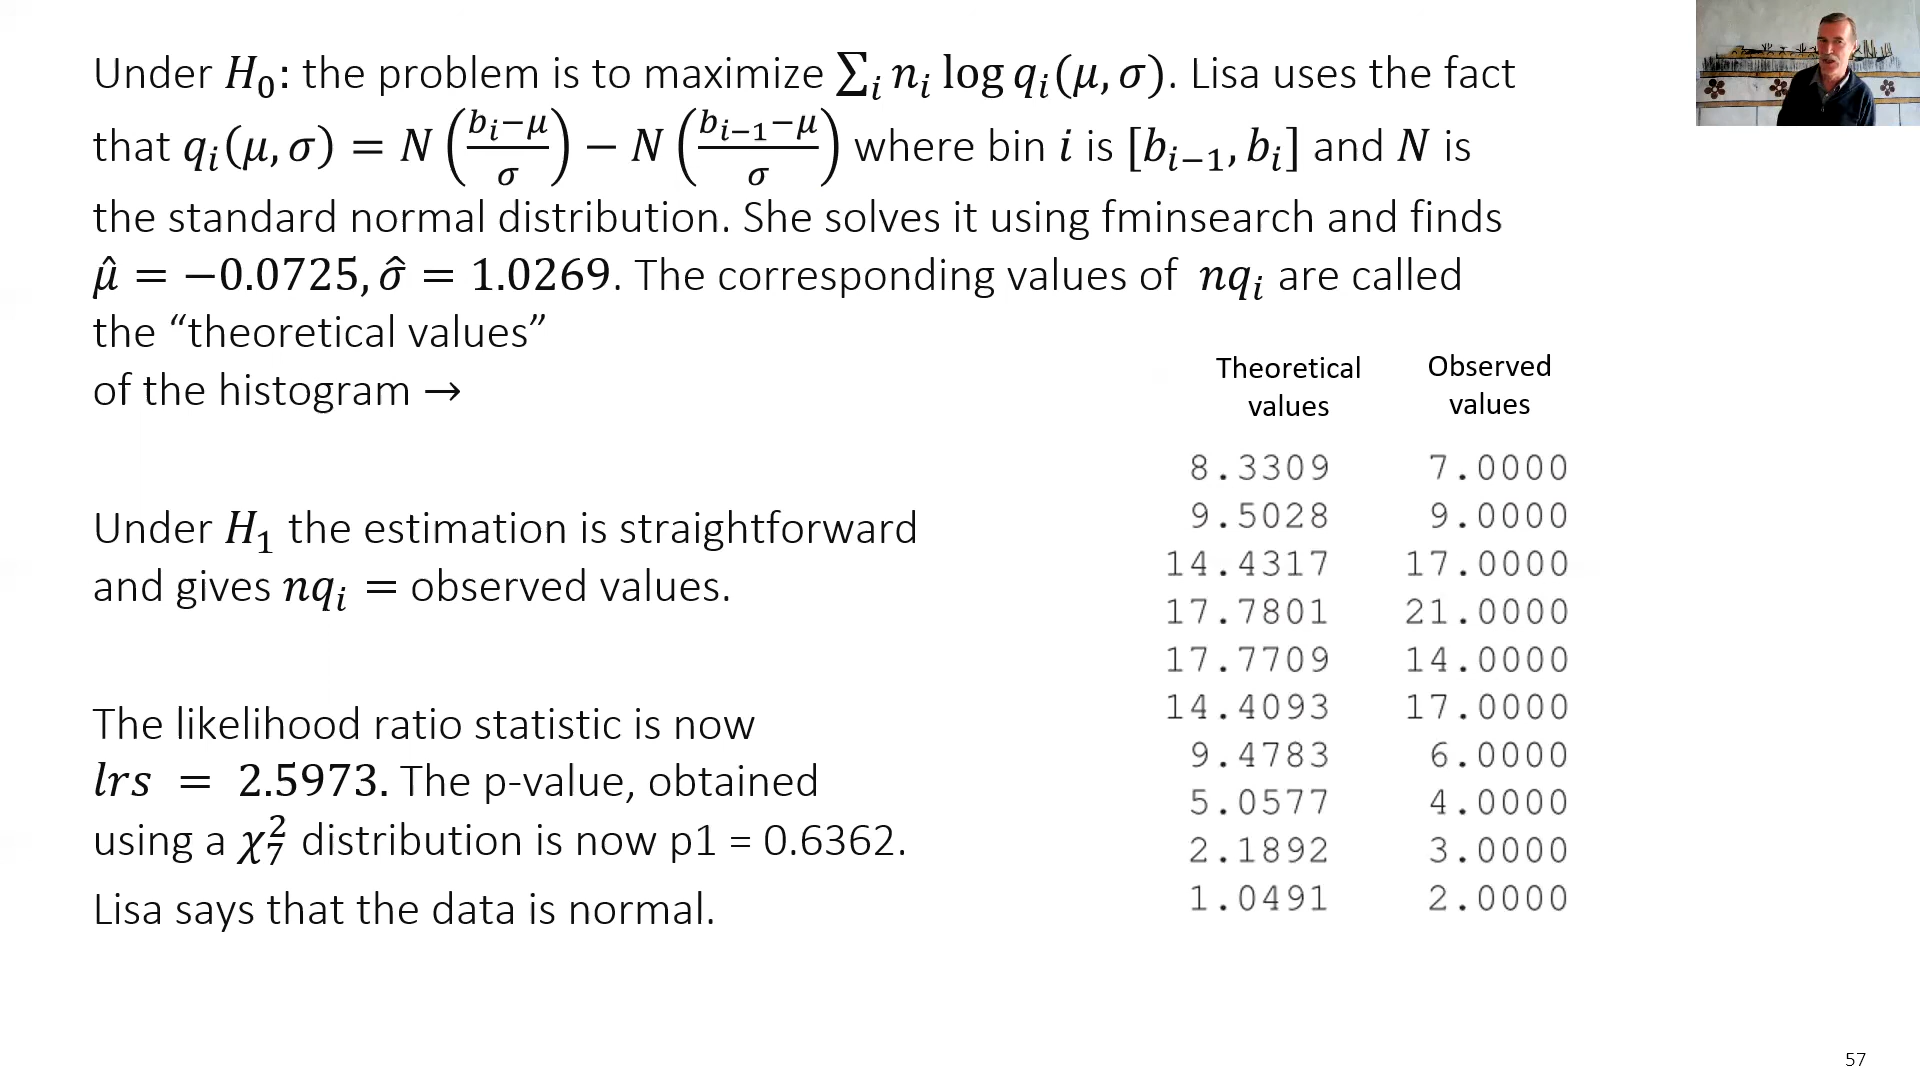 Under H₀: the problem is to maximize ∑ᵢ nᵢ log qᵢ(μ, σ). Lisa uses the fact
that qᵢ(μ, σ) = N((bᵢ−μ)/σ) − N((bᵢ₋₁−μ)/σ) where bin i is [bᵢ₋₁, bᵢ] and N is
the standard normal distribution. She solves it using fminsearch and finds
μ̂ = −0.0725, σ̂ = 1.0269. The corresponding values of nqᵢ are called
the “theoretical values”
of the histogram →
Under H₁ the estimation is straightforward
and gives nqᵢ = observed values.
The likelihood ratio statistic is now
lrs = 2.5973. The p-value, obtained
using a χ₇² distribution is now p1 = 0.6362.
Lisa says that the data is normal.
Theoretical Observed
values values
8.3309 7.0000
9.5028 9.0000
14.4317 17.0000
17.7801 21.0000
17.7709 14.0000
14.4093 17.0000
9.4783 6.0000
5.0577 4.0000
2.1892 3.0000
1.0491 2.0000
57